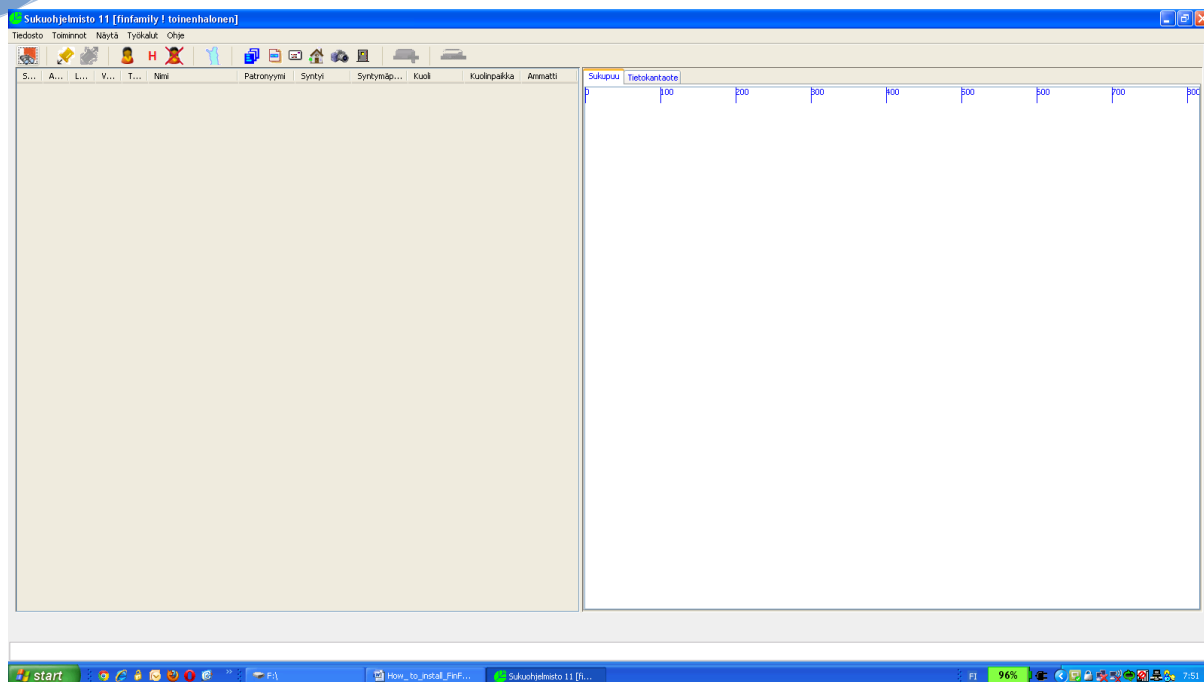 Sukuohjelmisto 11 [finfamily ! toinenhalonen]
Tiedosto Toiminnot Näytä Työkalut Ohje
H
S... A... L... V... T... Nimi Patronyymi Syntyi Syntymäp... Kuoli Kuolinpaikka Ammatti
Sukupuu Tietokantaote
0 100 200 300 400 500 600 700 800
start F:\ How_to_install_FinF... Sukuohjelmisto 11 [fi... FI 96% 7:51